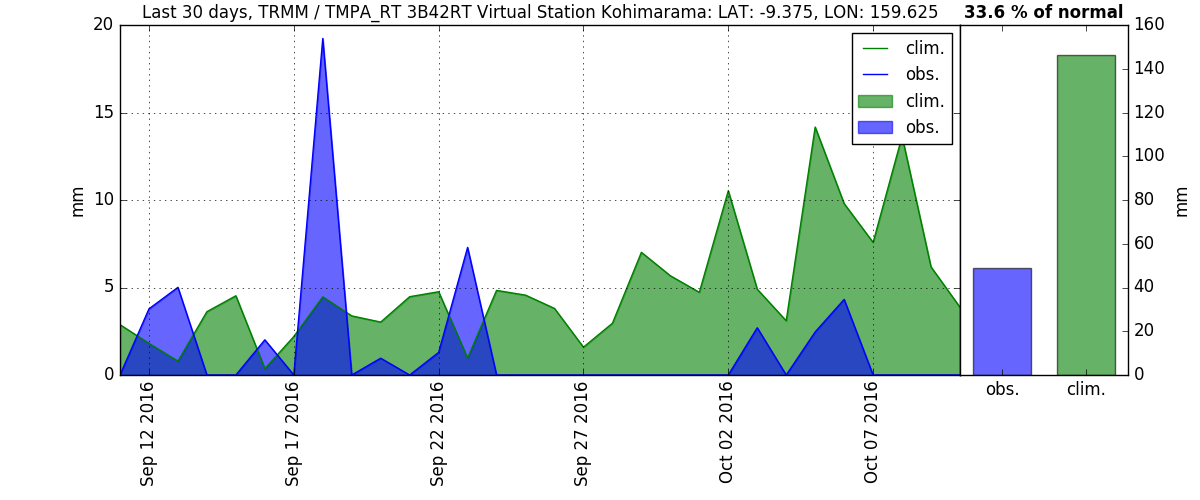 Last 30 days, TRMM / TMPA_RT 3B42RT Virtual Station Kohimarama: LAT: -9.375, LON: 159.625
33.6 % of normal
20
15
10
5
0
mm
clim.
obs.
clim.
obs.
160
140
120
100
80
60
40
20
0
mm
Sep 12 2016
Sep 17 2016
Sep 22 2016
Sep 27 2016
Oct 02 2016
Oct 07 2016
obs.
clim.